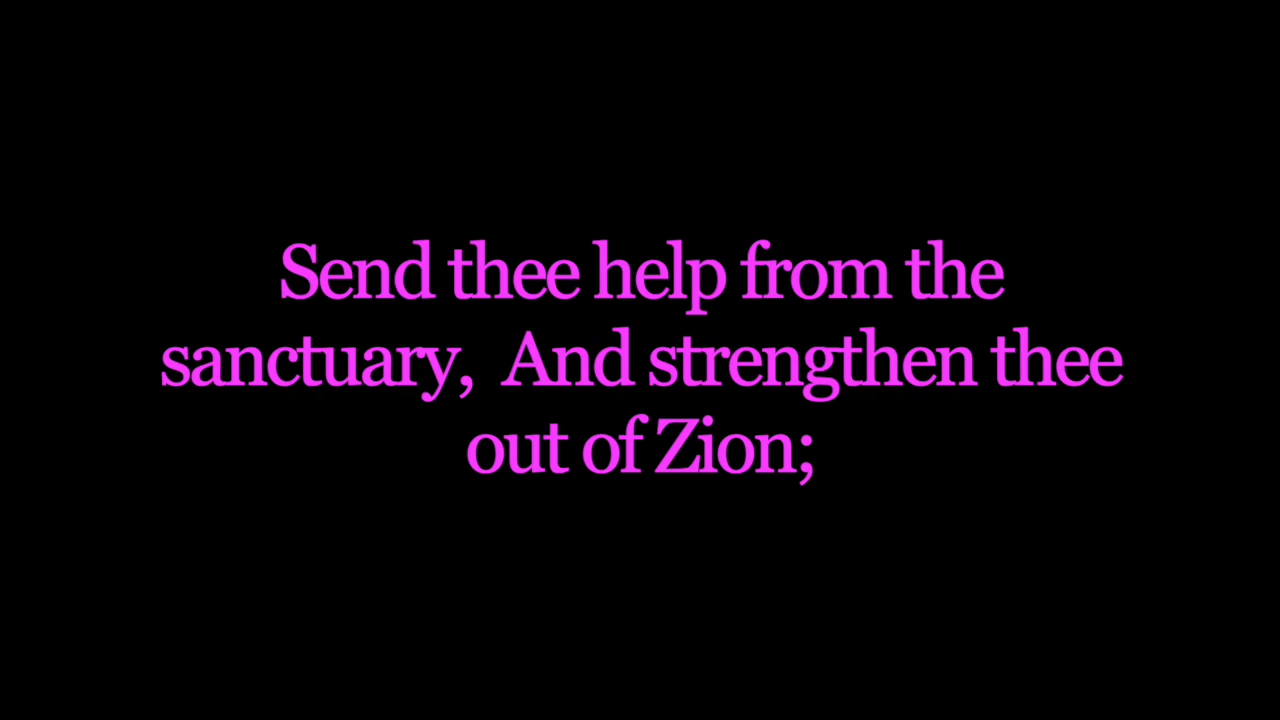 Send thee help from the
sanctuary,  And strengthen thee
out of Zion;